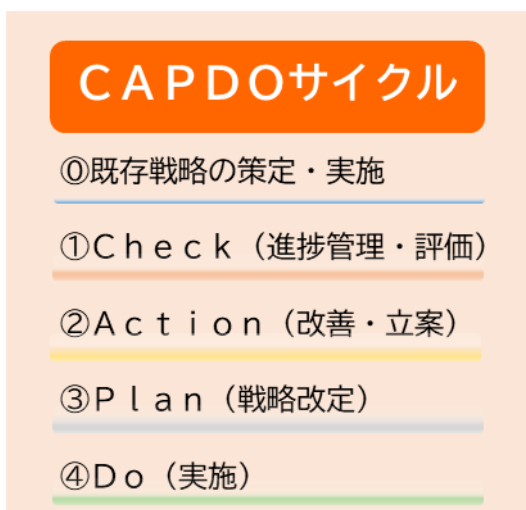 ＣＡＰＤＯサイクル
⓪既存戦略の策定・実施
①Ｃｈｅｃｋ（進捗管理・評価）
②Ａｃｔｉｏｎ（改善・立案）
③Ｐｌａｎ（戦略改定）
④Ｄｏ（実施）